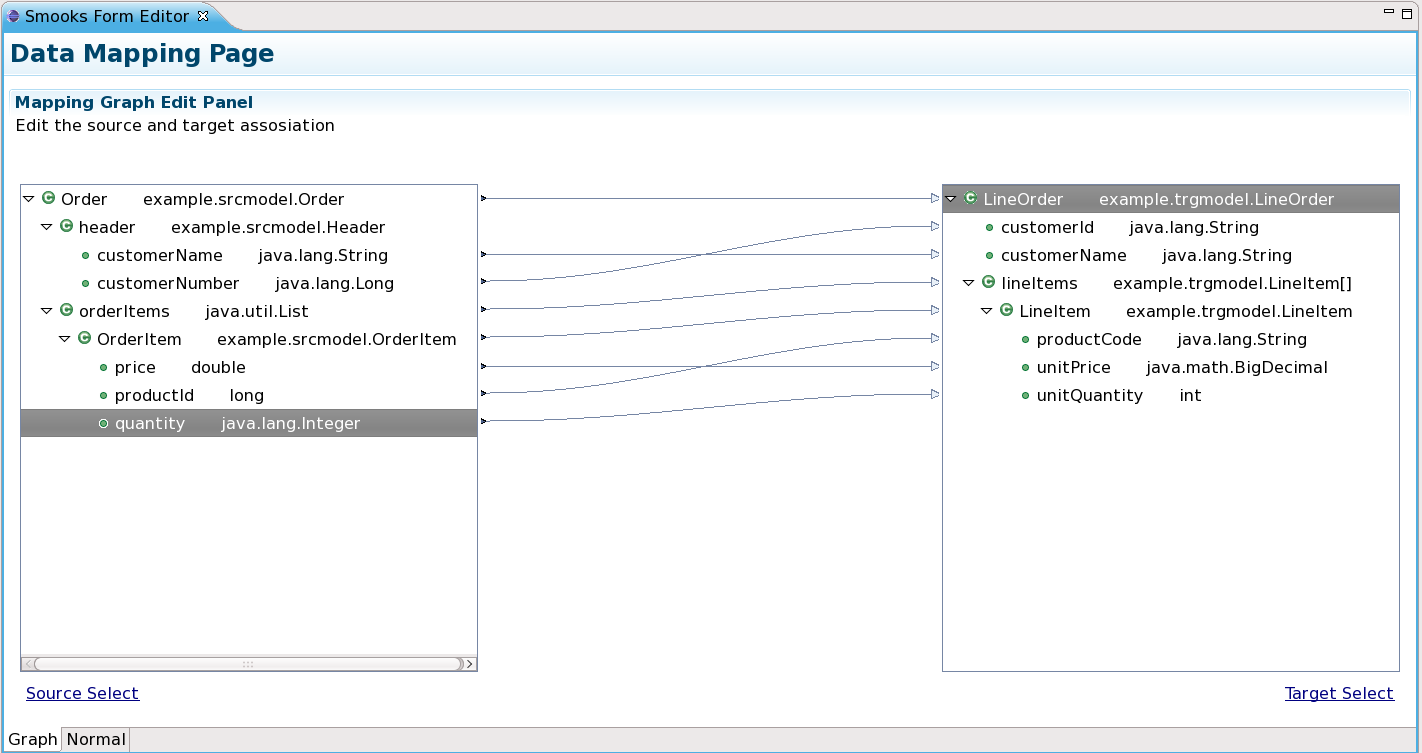 Smooks Form Editor
Data Mapping Page
Mapping Graph Edit Panel
Edit the source and target assosiation
Order example.srcmodel.Order
header example.srcmodel.Header
customerName java.lang.String
customerNumber java.lang.Long
orderItems java.util.List
OrderItem example.srcmodel.OrderItem
price double
productId long
quantity java.lang.Integer
LineOrder example.trgmodel.LineOrder
customerId java.lang.String
customerName java.lang.String
lineItems example.trgmodel.LineItem[]
LineItem example.trgmodel.LineItem
productCode java.lang.String
unitPrice java.math.BigDecimal
unitQuantity int
Source Select
Target Select
Graph Normal